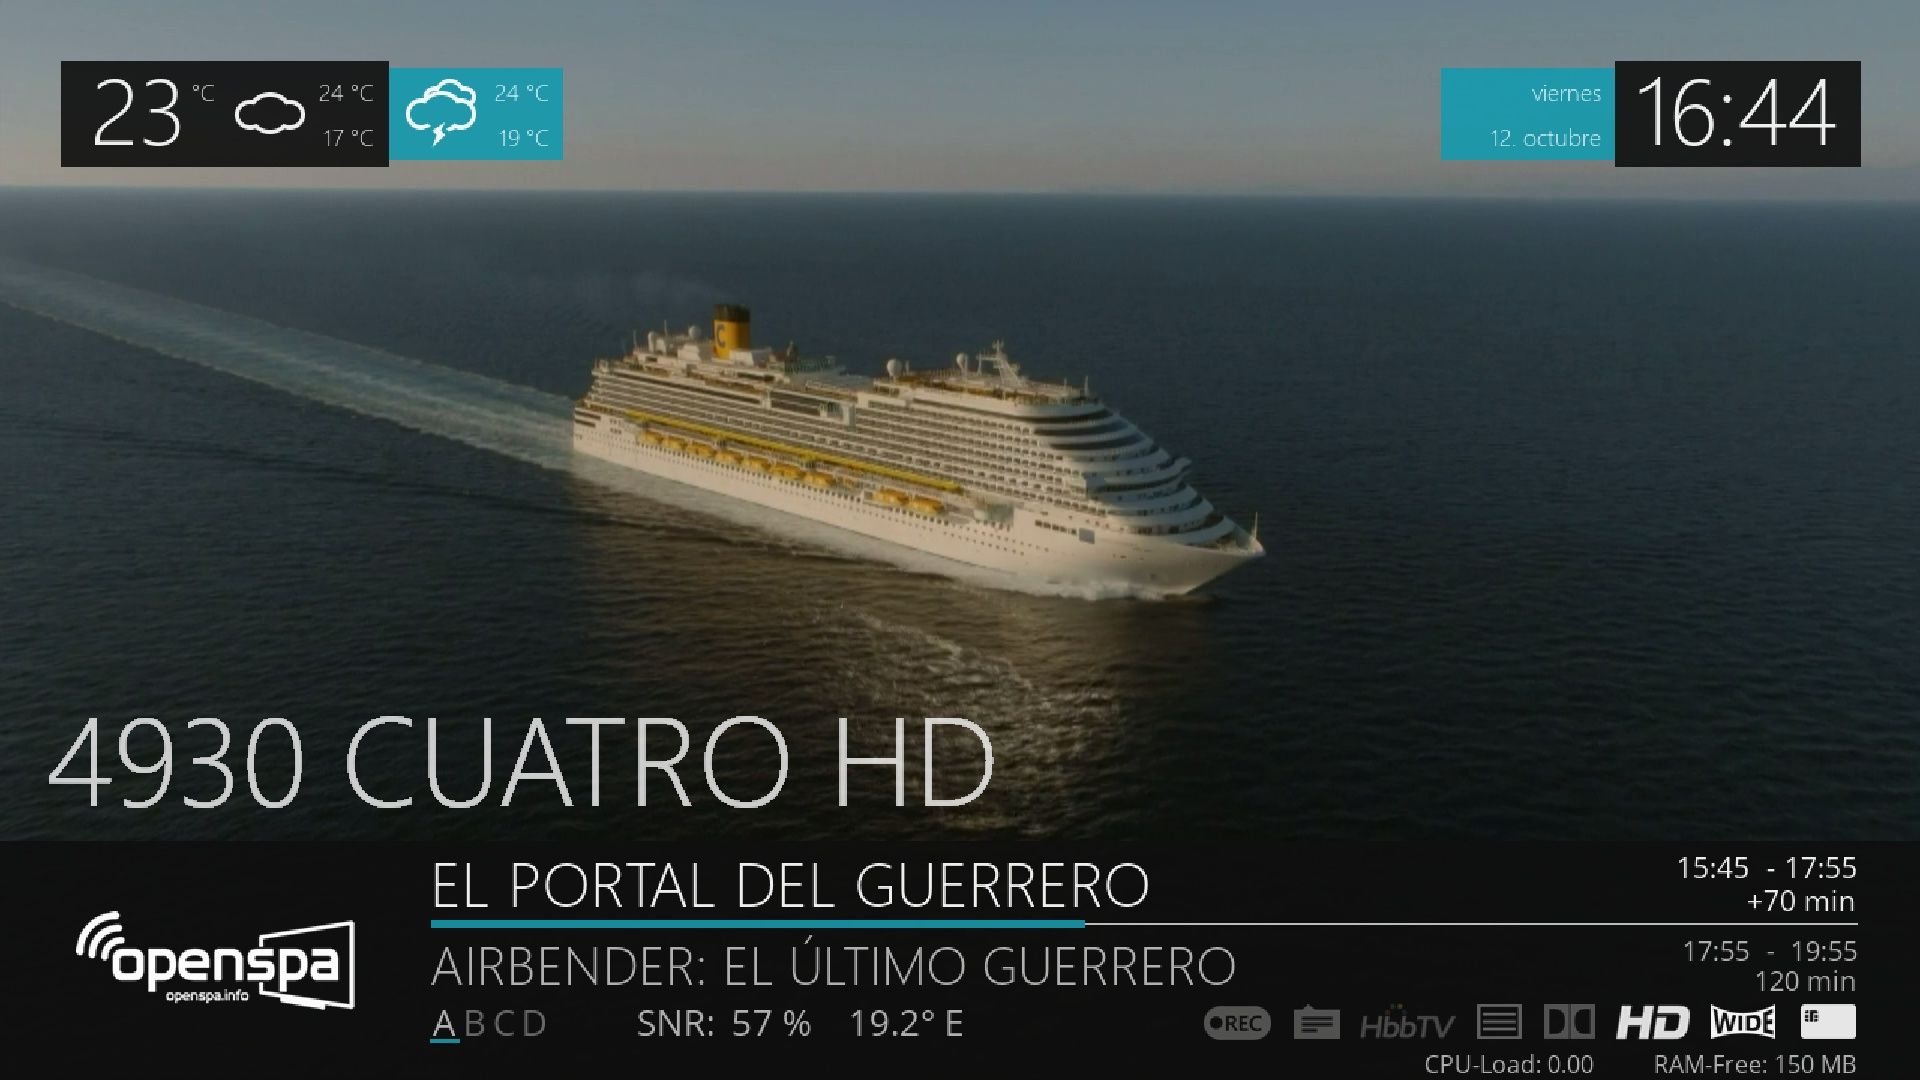 23 °C
24 °C
17 °C
24 °C
19 °C
viernes
12. octubre
16:44
C
4930 CUATRO HD
EL PORTAL DEL GUERRERO
15:45 - 17:55
+70 min
AIRBENDER: EL ÚLTIMO GUERRERO
17:55 - 19:55
120 min
openspa
openspa.info
A B C D SNR: 57 % 19.2° E
REC HbbTV HD WIDE
CPU-Load: 0.00 RAM-Free: 150 MB